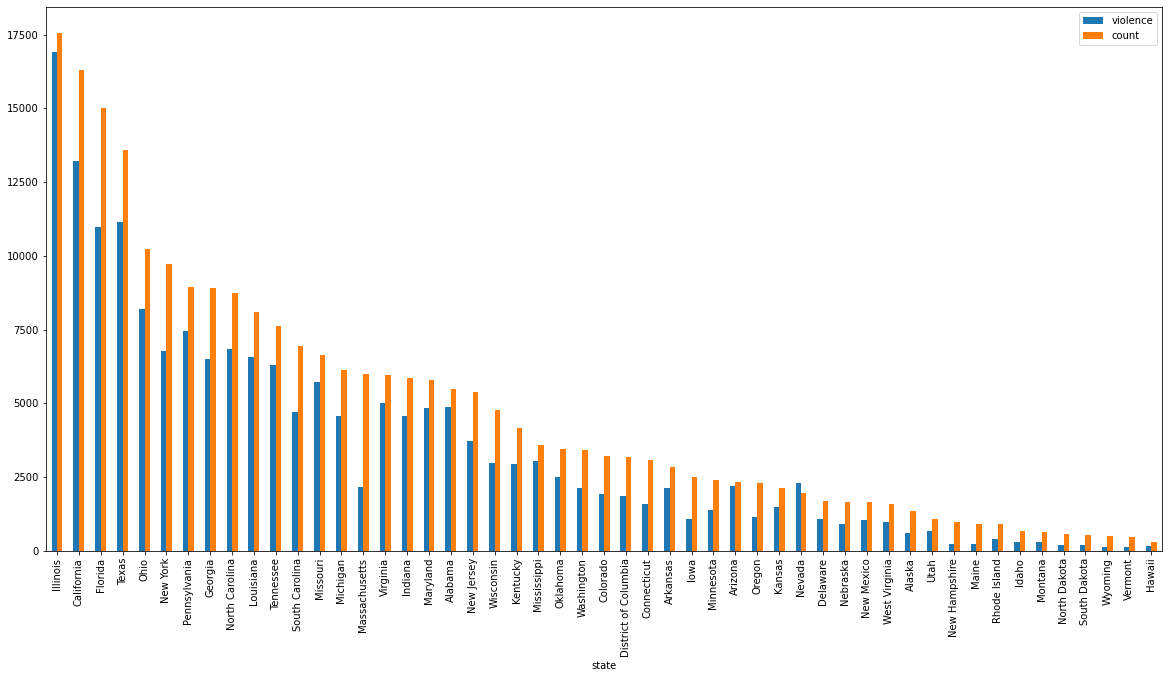 violence
count
17500
15000
12500
10000
7500
5000
2500
0
Illinois
California
Florida
Texas
Ohio
New York
Pennsylvania
Georgia
North Carolina
Louisiana
Tennessee
South Carolina
Missouri
Michigan
Massachusetts
Virginia
Indiana
Maryland
Alabama
New Jersey
Wisconsin
Kentucky
Mississippi
Oklahoma
Washington
Colorado
District of Columbia
Connecticut
Arkansas
Iowa
Minnesota
Arizona
Oregon
Kansas
Nevada
Delaware
Nebraska
New Mexico
West Virginia
Alaska
Utah
New Hampshire
Maine
Rhode Island
Idaho
Montana
North Dakota
South Dakota
Wyoming
Vermont
Hawaii
state